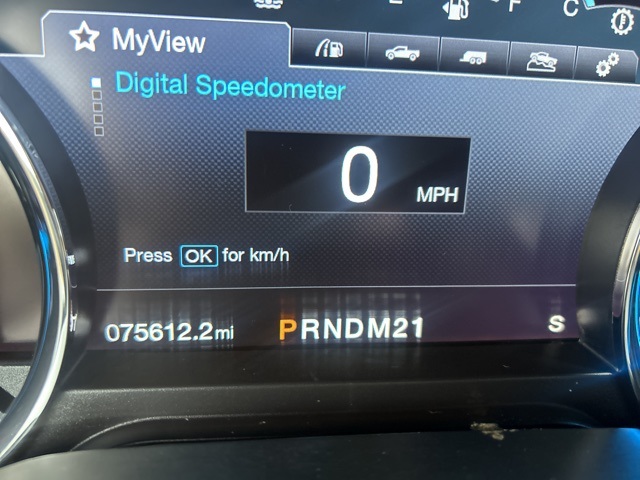 E F C
MyView
Digital Speedometer
0 MPH
Press OK for km/h
075612.2mi PRNDM21 S